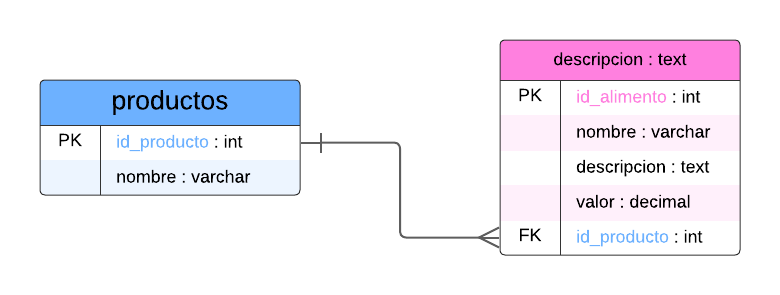 productos
PK id_producto : int
nombre : varchar
descripcion : text
PK id_alimento : int
nombre : varchar
descripcion : text
valor : decimal
FK id_producto : int